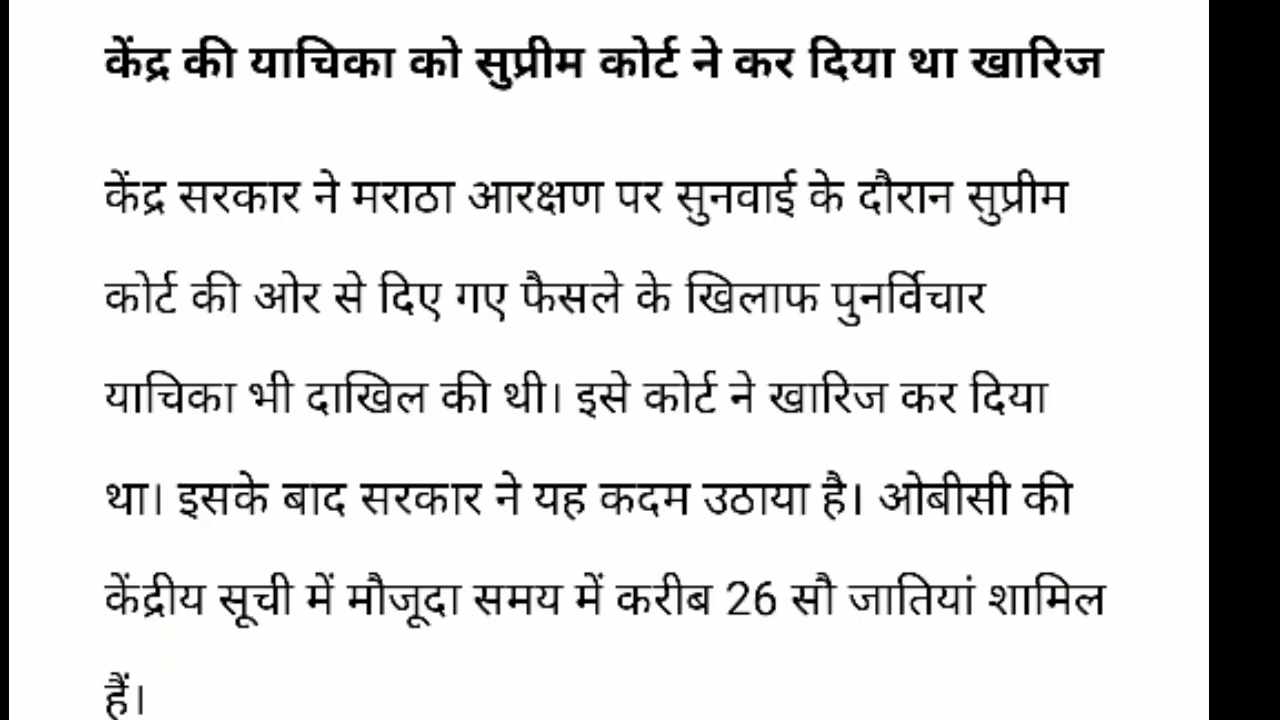 केंद्र की याचिका को सुप्रीम कोर्ट ने कर दिया था खारिज
केंद्र सरकार ने मराठा आरक्षण पर सुनवाई के दौरान सुप्रीम
कोर्ट की ओर से दिए गए फैसले के खिलाफ पुनर्विचार
याचिका भी दाखिल की थी। इसे कोर्ट ने खारिज कर दिया
था। इसके बाद सरकार ने यह कदम उठाया है। ओबीसी की
केंद्रीय सूची में मौजूदा समय में करीब 26 सौ जातियां शामिल
हैं।